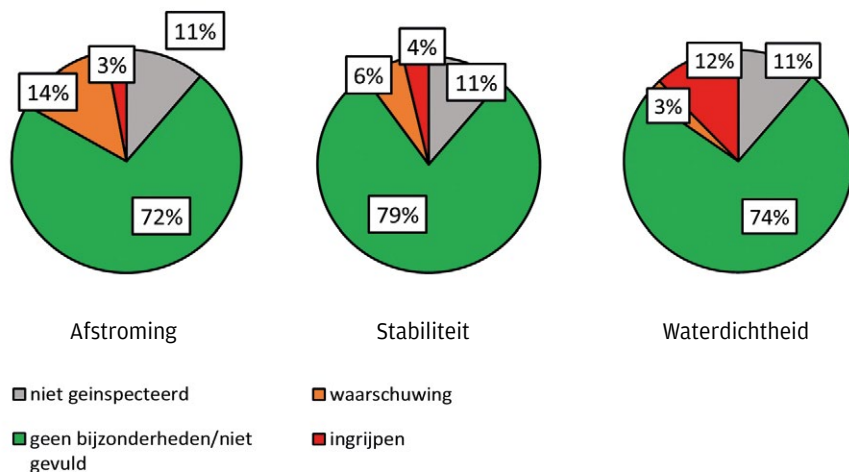 11%
3%
14%
72%
4%
6%
11%
79%
12%
11%
3%
74%
Afstroming
Stabiliteit
Waterdichtheid
niet geinspecteerd
waarschuwing
geen bijzonderheden/niet
gevuld
ingrijpen